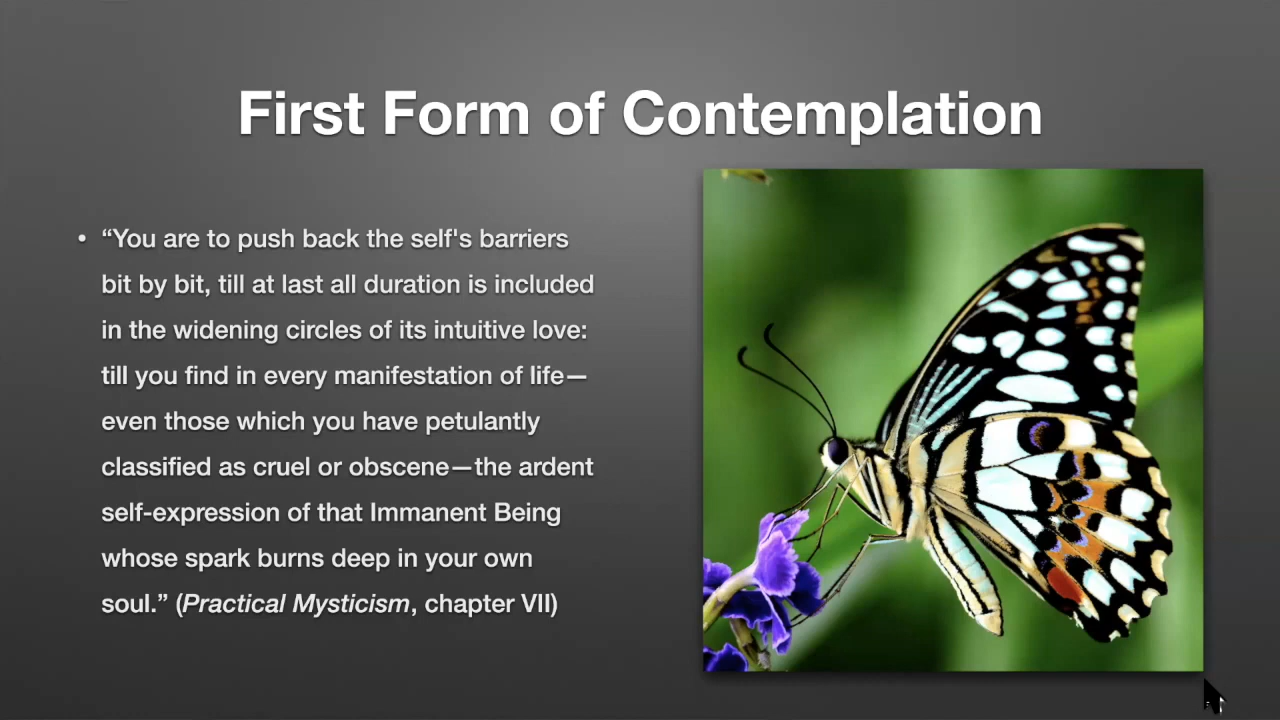 First Form of Contemplation
• “You are to push back the self's barriers
bit by bit, till at last all duration is included
in the widening circles of its intuitive love:
till you find in every manifestation of life—
even those which you have petulantly
classified as cruel or obscene—the ardent
self-expression of that Immanent Being
whose spark burns deep in your own
soul.” (Practical Mysticism, chapter VII)